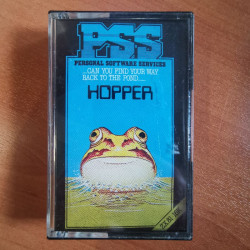 PSS
PERSONAL SOFTWARE SERVICES
...CAN YOU FIND YOUR WAY
BACK TO THE POND....
HOPPER